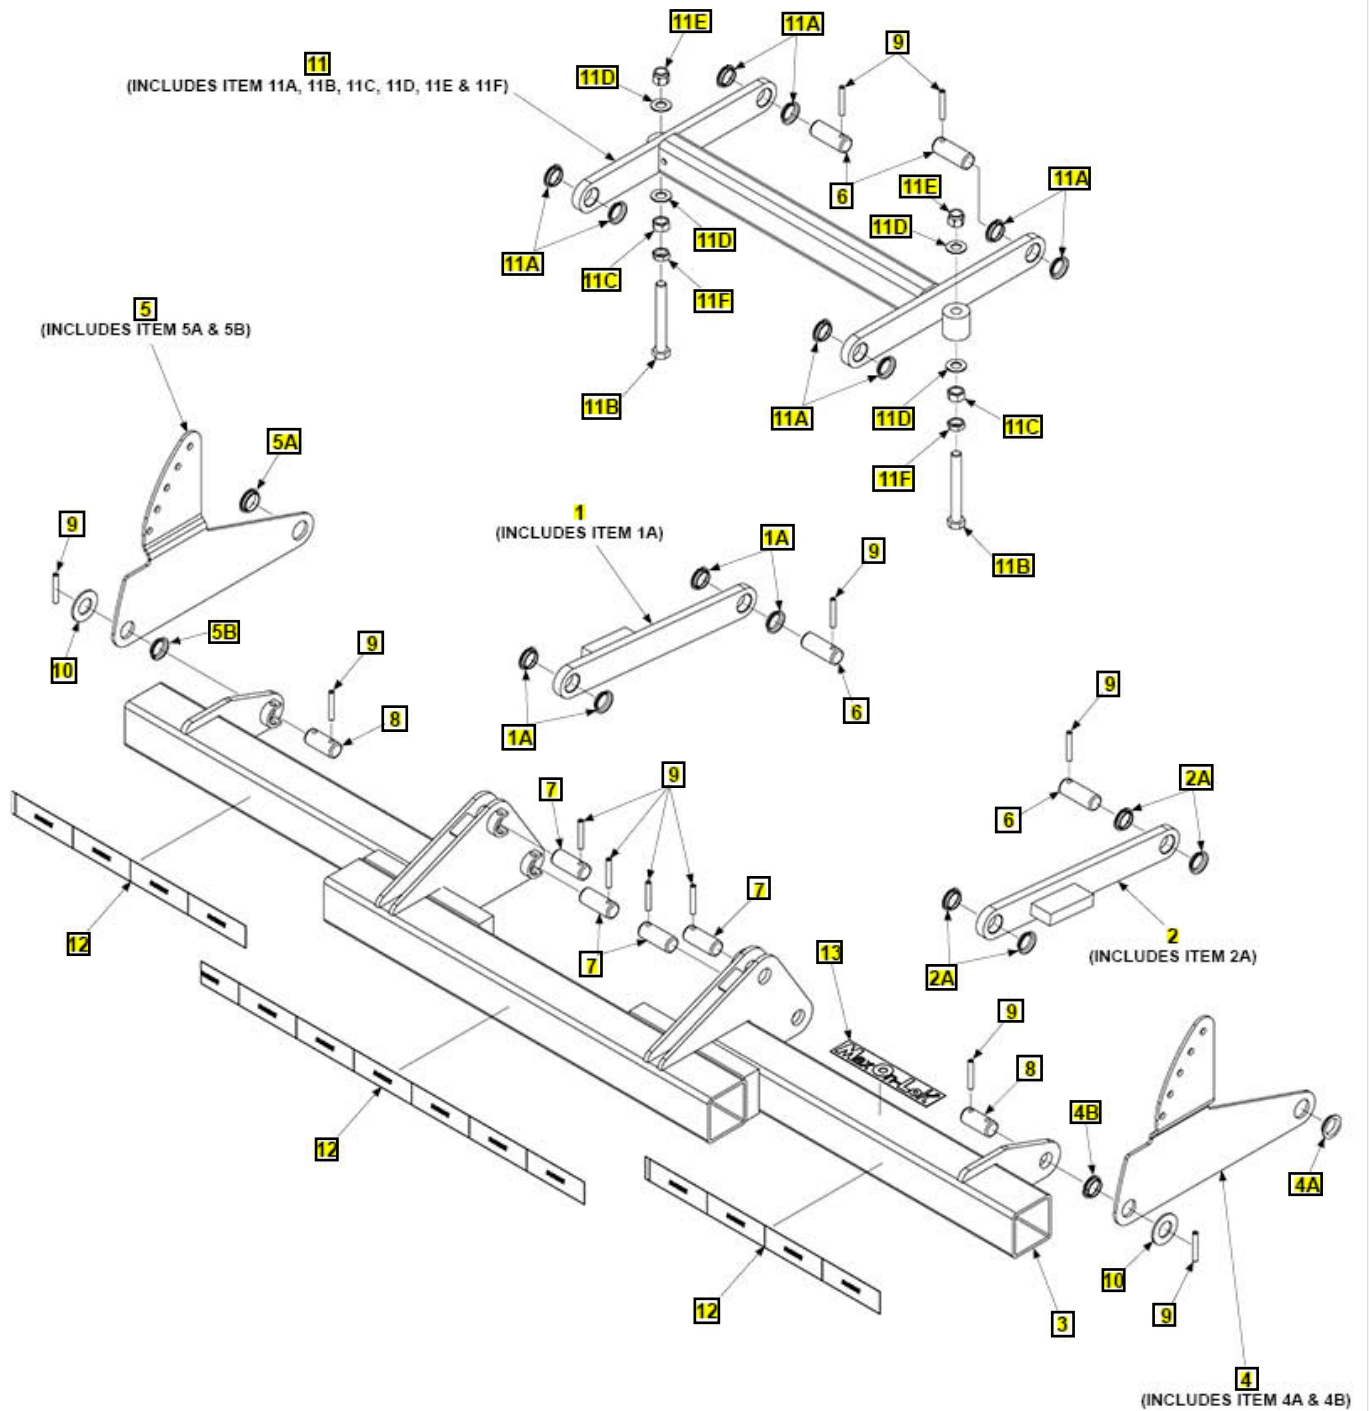 11E
11A
9
11
(INCLUDES ITEM 11A, 11B, 11C, 11D, 11E & 11F)
11D
6
11E
11A
11A
11D
11D
11C
11F
5
(INCLUDES ITEM 5A & 5B)
11B
11A
11D
11C
5A
11F
1
(INCLUDES ITEM 1A)
9
1A
9
11B
5B
9
10
8
1A
6
9
7
9
2A
6
7
12
7
13
2A
2
(INCLUDES ITEM 2A)
9
8
4B
12
4A
10
12
9
3
4
(INCLUDES ITEM 4A & 4B)
MaxOn-Lok